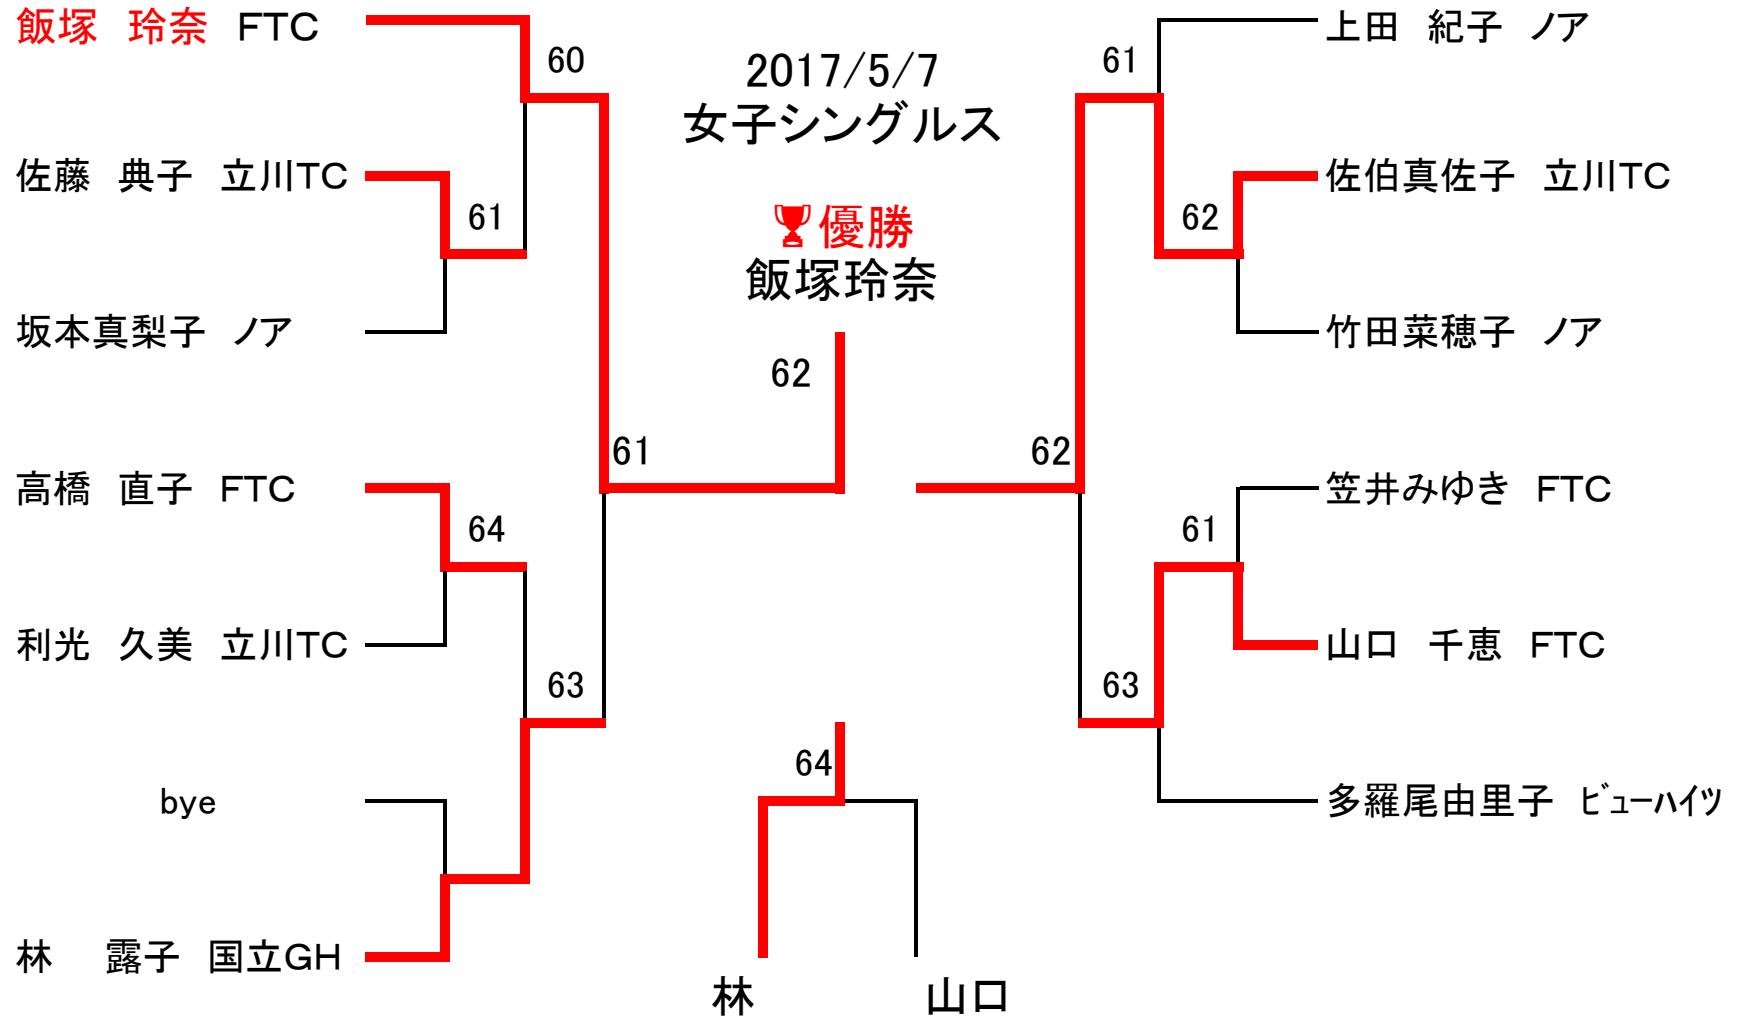 2017/5/7
女子シングルス
優勝
飯塚玲奈
62
飯塚　玲奈　FTC
60
佐藤　典子　立川TC
61
坂本真梨子　ノア
61
高橋　直子　FTC
64
利光　久美　立川TC
63
bye
林　露子　国立GH
上田　紀子　ノア
61
佐伯真佐子　立川TC
62
竹田菜穂子　ノア
62
笠井みゆき　FTC
61
山口　千恵　FTC
63
多羅尾由里子　ﾋﾞｭｰﾊｲﾂ
64
林
山口